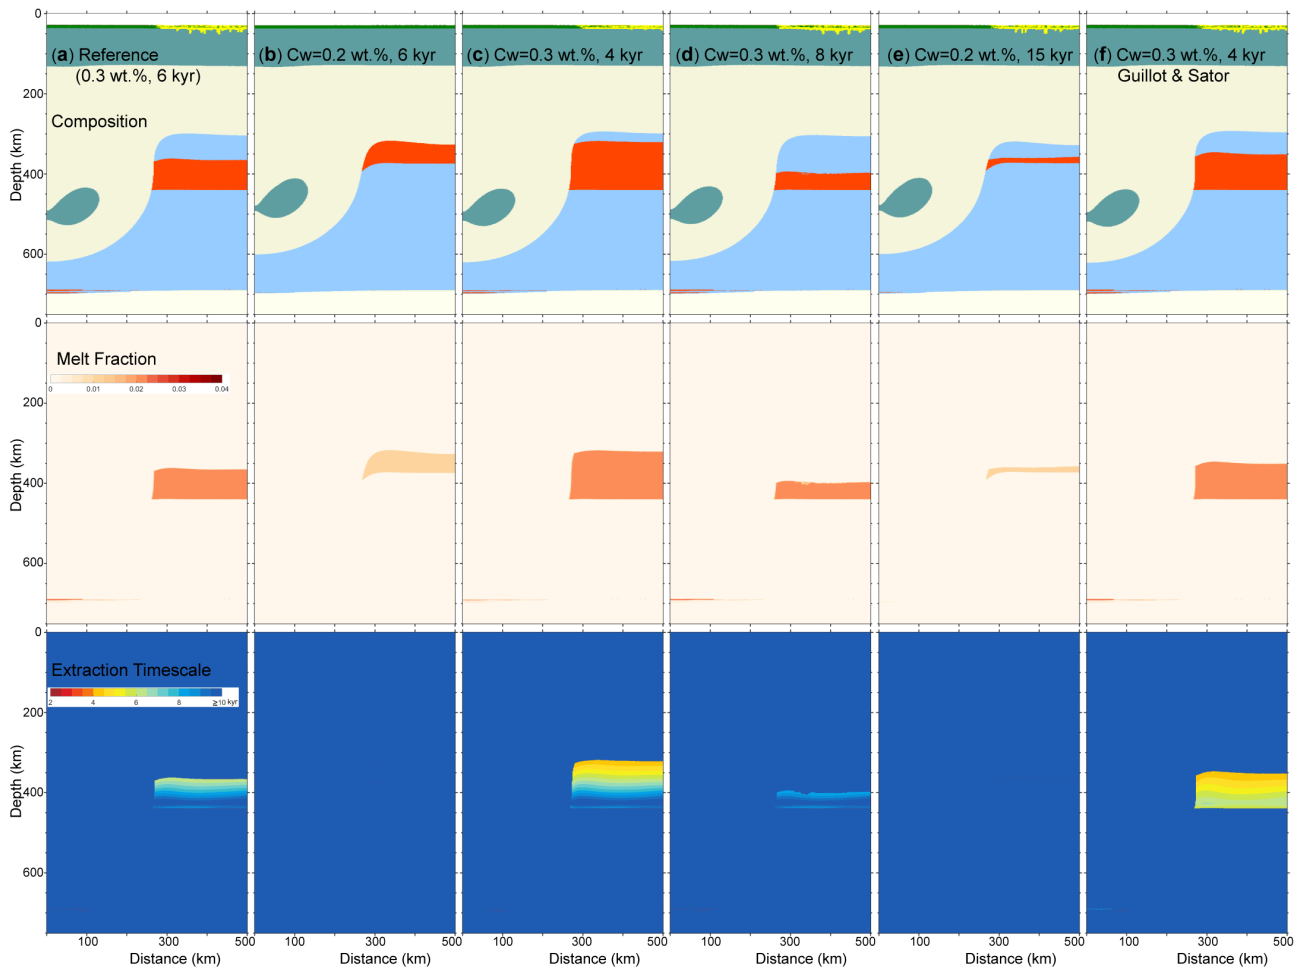 0
(a) Reference
(0.3 wt.%, 6 kyr)
(b) Cw=0.2 wt.%, 6 kyr
(c) Cw=0.3 wt.%, 4 kyr
(d) Cw=0.3 wt.%, 8 kyr
(e) Cw=0.2 wt.%, 15 kyr
(f) Cw=0.3 wt.%, 4 kyr
Guillot & Sator
Composition
Depth (km)
200
400
600
0
Melt Fraction
0 0.01 0.02 0.03 0.04
Depth (km)
200
400
600
0
Extraction Timescale
2 4 6 8 ≧10 kyr
Depth (km)
200
400
600
100 300 500 100 300 500 100 300 500 100 300 500 100 300 500 100 300 500
Distance (km) Distance (km) Distance (km) Distance (km) Distance (km) Distance (km)